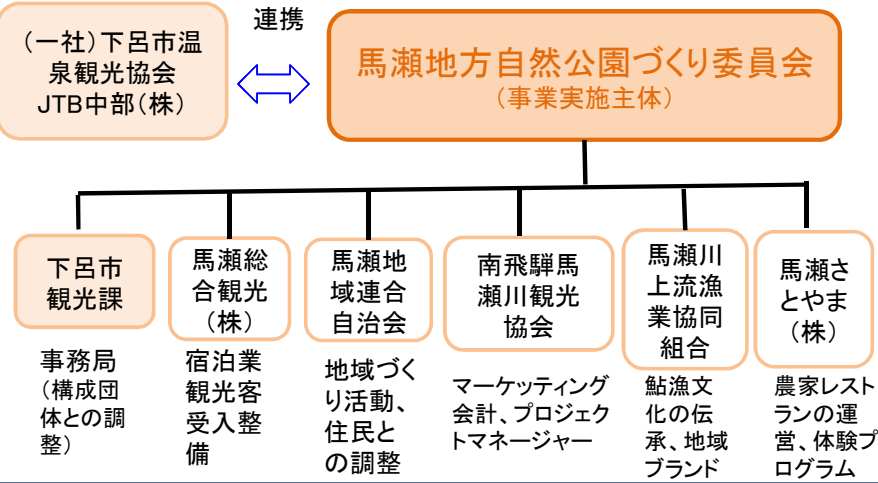 (一社)下呂市温
泉観光協会
JTB中部(株)
連携
馬瀬地方自然公園づくり委員会
(事業実施主体)
下呂市
観光課
馬瀬総
合観光
(株)
馬瀬地
域連合
自治会
南飛騨馬
瀬川観光
協会
馬瀬川
上流漁
業協同
組合
馬瀬さ
とやま
(株)
事務局
(構成団
体との調
整)
宿泊業
観光客
受入整
備
地域づく
り活動、
住民と
の調整
マーケッティング
会計、プロジェク
トマネージャー
鮎漁文
化の伝
承、地域
ブランド
農家レスト
ランの運
営、体験プ
ログラム